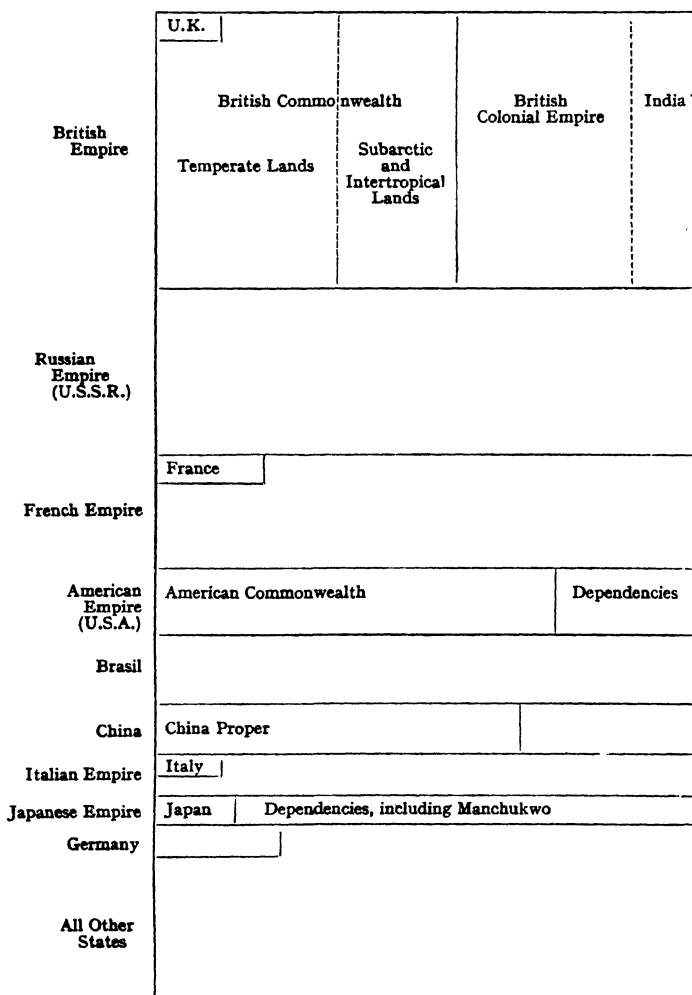 U.K.
British Commonwealth
British
Colonial Empire
India
British
Empire
Temperate Lands
Subarctic
and
Intertropical
Lands
Russian
Empire
(U.S.S.R.)
France
French Empire
American
Empire
(U.S.A.)
American Commonwealth
Dependencies
Brasil
China
China Proper
Italian Empire
Italy
Japanese Empire
Japan
Dependencies, including Manchukwo
Germany
All Other
States